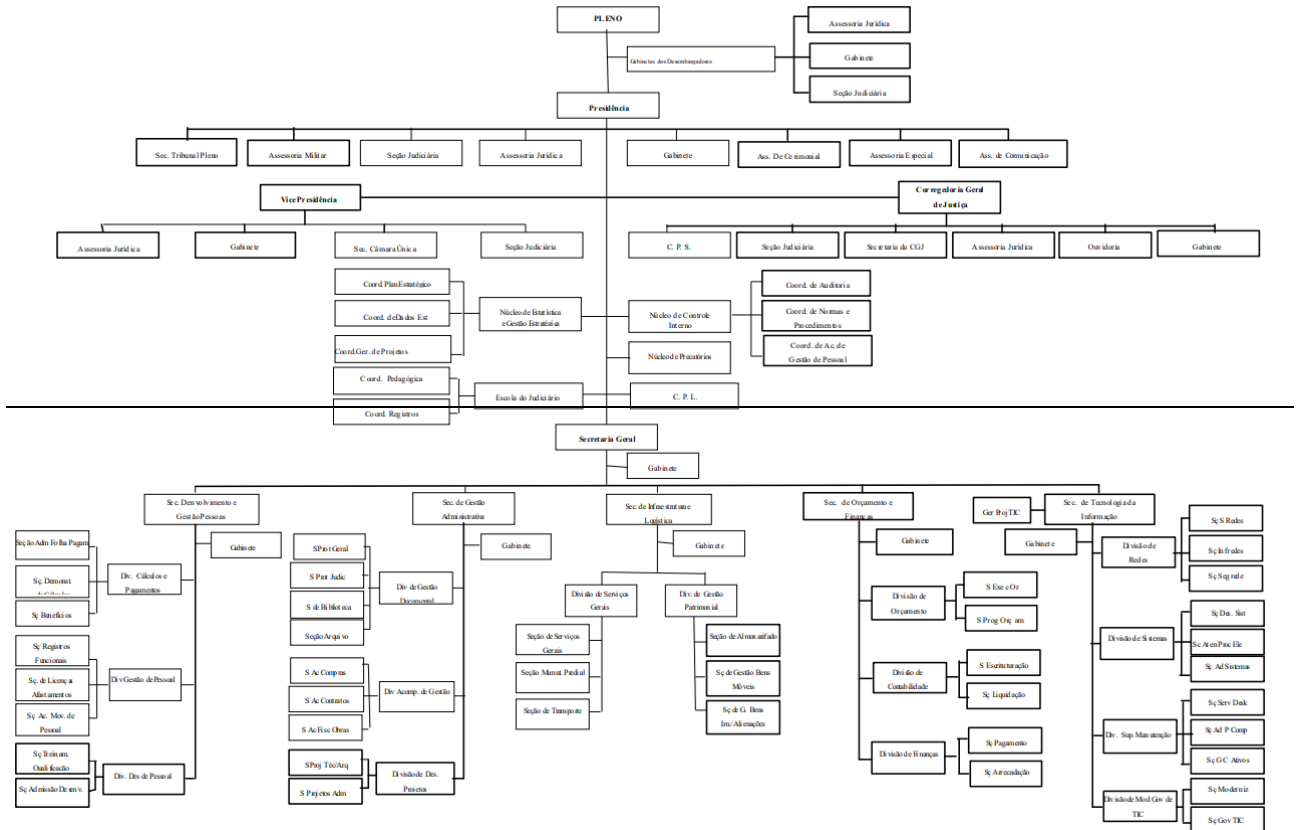 PLENO
Assessoria Jurídica
Gabinetes dos Desembargadores
Gabinete
Seção Judiciária
Presidência
Sec. Tribunal Pleno
Assessoria Militar
Seção Judiciária
Assessoria Jurídica
Gabinete
Ass. De Cerimonial
Assessoria Especial
Ass. de Comunicação
Vice Presidência
Corregedoria Geral
de Justiça
Assessoria Jurídica
Gabinete
Sec. Câmara Única
Seção Judiciária
C. P. S.
Seção Judiciária
Secretaria da CGJ
Assessoria Jurídica
Ouvidoria
Gabinete
Coord. Plan Estratégico
Coord. de Dados Est
Coord.Ger. de Projetos
Núcleo de Estatística
e Gestão Estratégica
Núcleo de Controle
Interno
Coord. de Auditoria
Coord. de Normas e
Procedimentos
Coord. de Ac. de
Gestão de Pessoal
Núcleo de Precatórios
Coord. Pedagógica
Coord. Registros
Escola do Judiciário
C. P. L.
Secretaria Geral
Gabinete
Sec. Denvolvimento e
Gestão Pessoas
Gabinete
Seção Adm Folha Pagam
Sç. Demonst.
de Cálculos
Sç Benefícios
Div. Cálculos e
Pagamentos
Sç Registros
Funcionais
Sç. de Licenças
Afastamentos
Sç. Ac. Mov. de
Pessoal
Div Gestão de Pessoal
Sç Treinam.
Qualificação
Sç Admissão Desenv.
Div. Des de Pessoal
Sec. de Gestão
Administrativa
Gabinete
S Prot Geral
S Prot Judic
S de Biblioteca
Seção Arquivo
Div de Gestão
Documental
S Ac Compras
S Ac Contratos
S Ac Fisc Obras
Div Acomp. de Gestão
S Proj Téc/Arq
S Projetos Adm
Divisão de Des.
Projetos
Sec. de Infraestrutura e
Logística
Gabinete
Divisão de Serviços
Gerais
Seção de Serviços
Gerais
Seção Manut. Predial
Seção de Transporte
Div. de Gestão
Patrimonial
Seção de Almoxarifado
Sç de Gestão Bens
Móveis
Sç de G. Bens
Im./Alienações
Sec. de Orçamento e
Finanças
Gabinete
Divisão de
Orçamento
S Exec Or
S Prog Orç am
Divisão de
Contabilidade
S Escrituração
Sç Liquidação
Divisão de Finanças
Sç Pagamento
Sç Arrecadação
Ger Proj TIC
Sec. de Tecnologia da
Informação
Gabinete
Divisão de
Redes
Sç S Redes
Sç Infredes
Sç Segrede
Divisão de Sistemas
Sç Des. Sist
Sc Aten Proc Ele
Sç Ad Sistemas
Div. Sup. Manutenção
Sç Serv Desk
Sç Ad P Comp
Sç GC Ativos
Divisão de Mod Gov de
TIC
Sç Moderniz
Sç Gov TIC